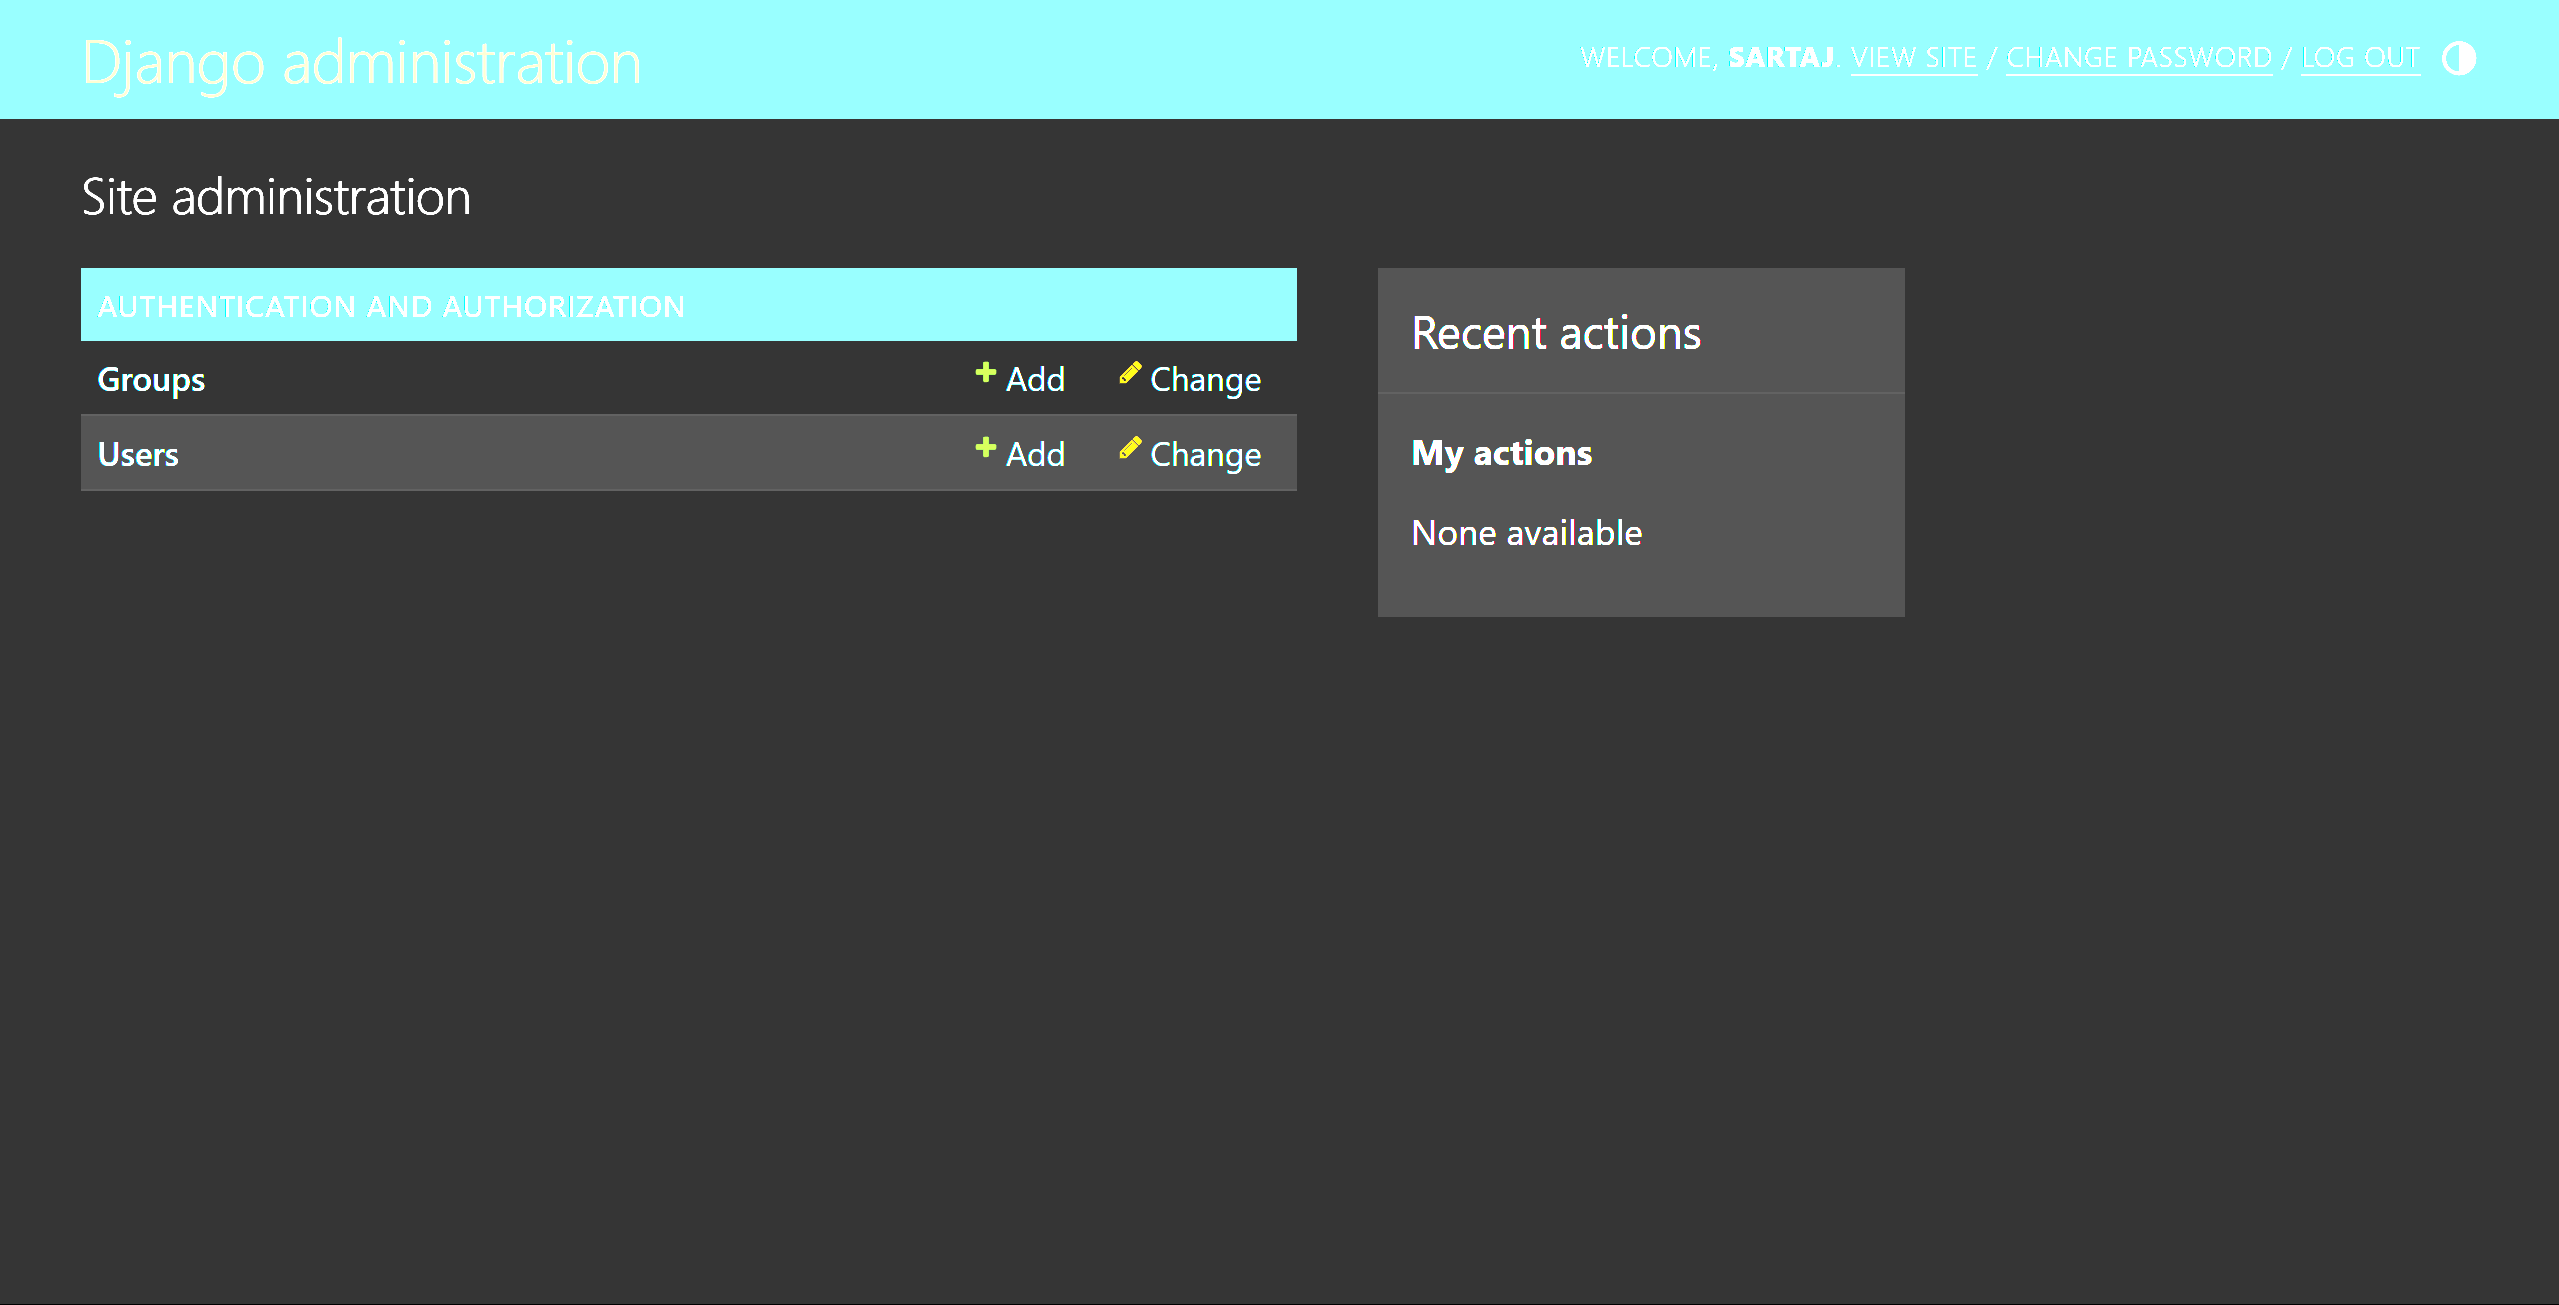 Django administration
WELCOME, SARTAJ. VIEW SITE / CHANGE PASSWORD / LOG OUT
Site administration
AUTHENTICATION AND AUTHORIZATION
Groups Add Change
Users Add Change
Recent actions
My actions
None available